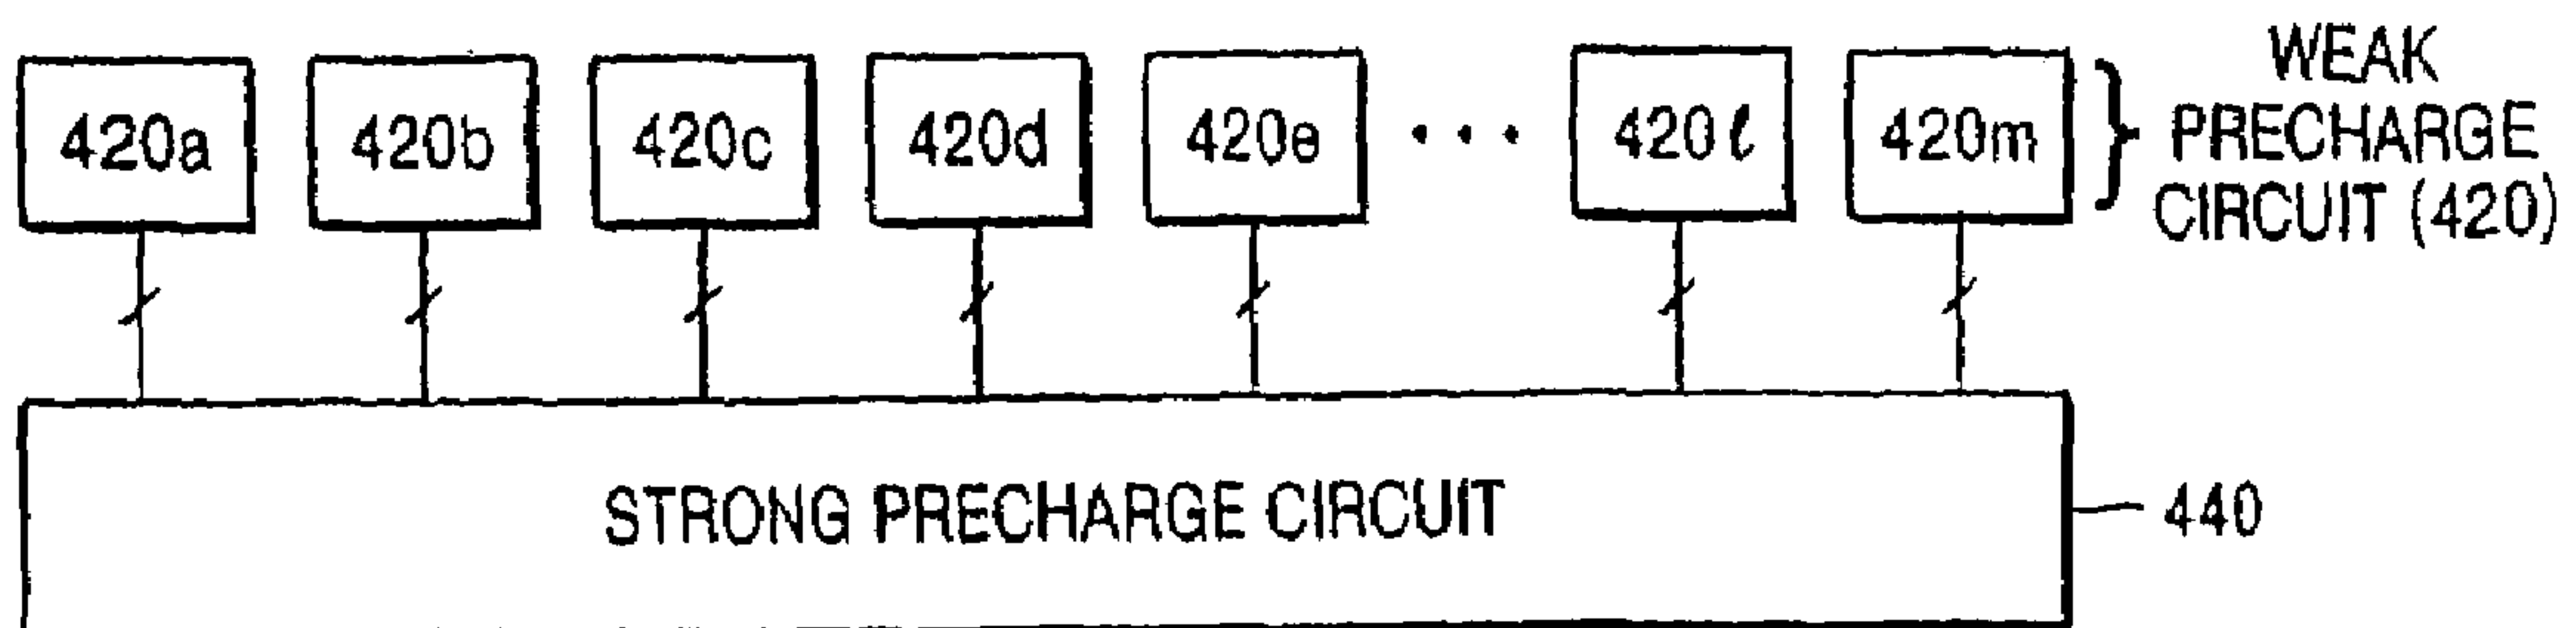 420a 420b 420c 420d 420e ... 420ℓ 420m
WEAK
PRECHARGE
CIRCUIT (420)
STRONG PRECHARGE CIRCUIT
440